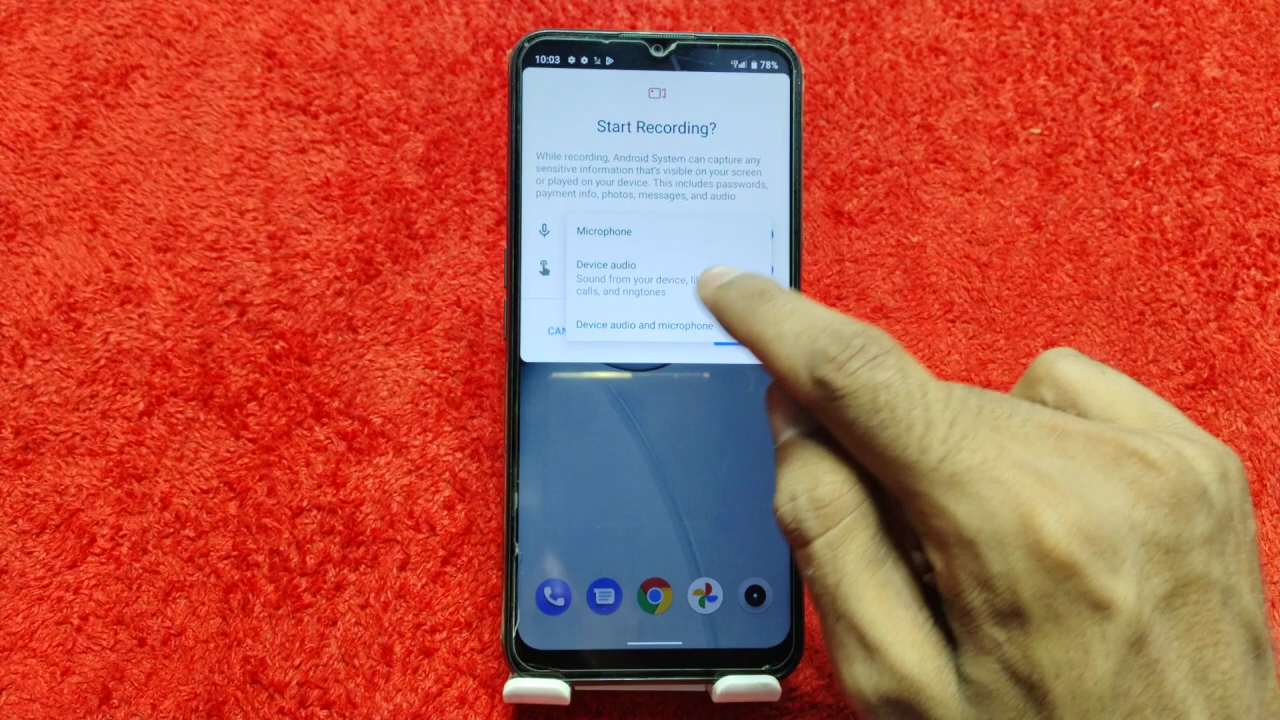 10:03
78%
Start Recording?
While recording, Android System can capture any
sensitive information that's visible on your screen
or played on your device. This includes passwords,
payment info, photos, messages, and audio
Microphone
Device audio
Sound from your device,
calls, and ringtones
Device audio and microphone